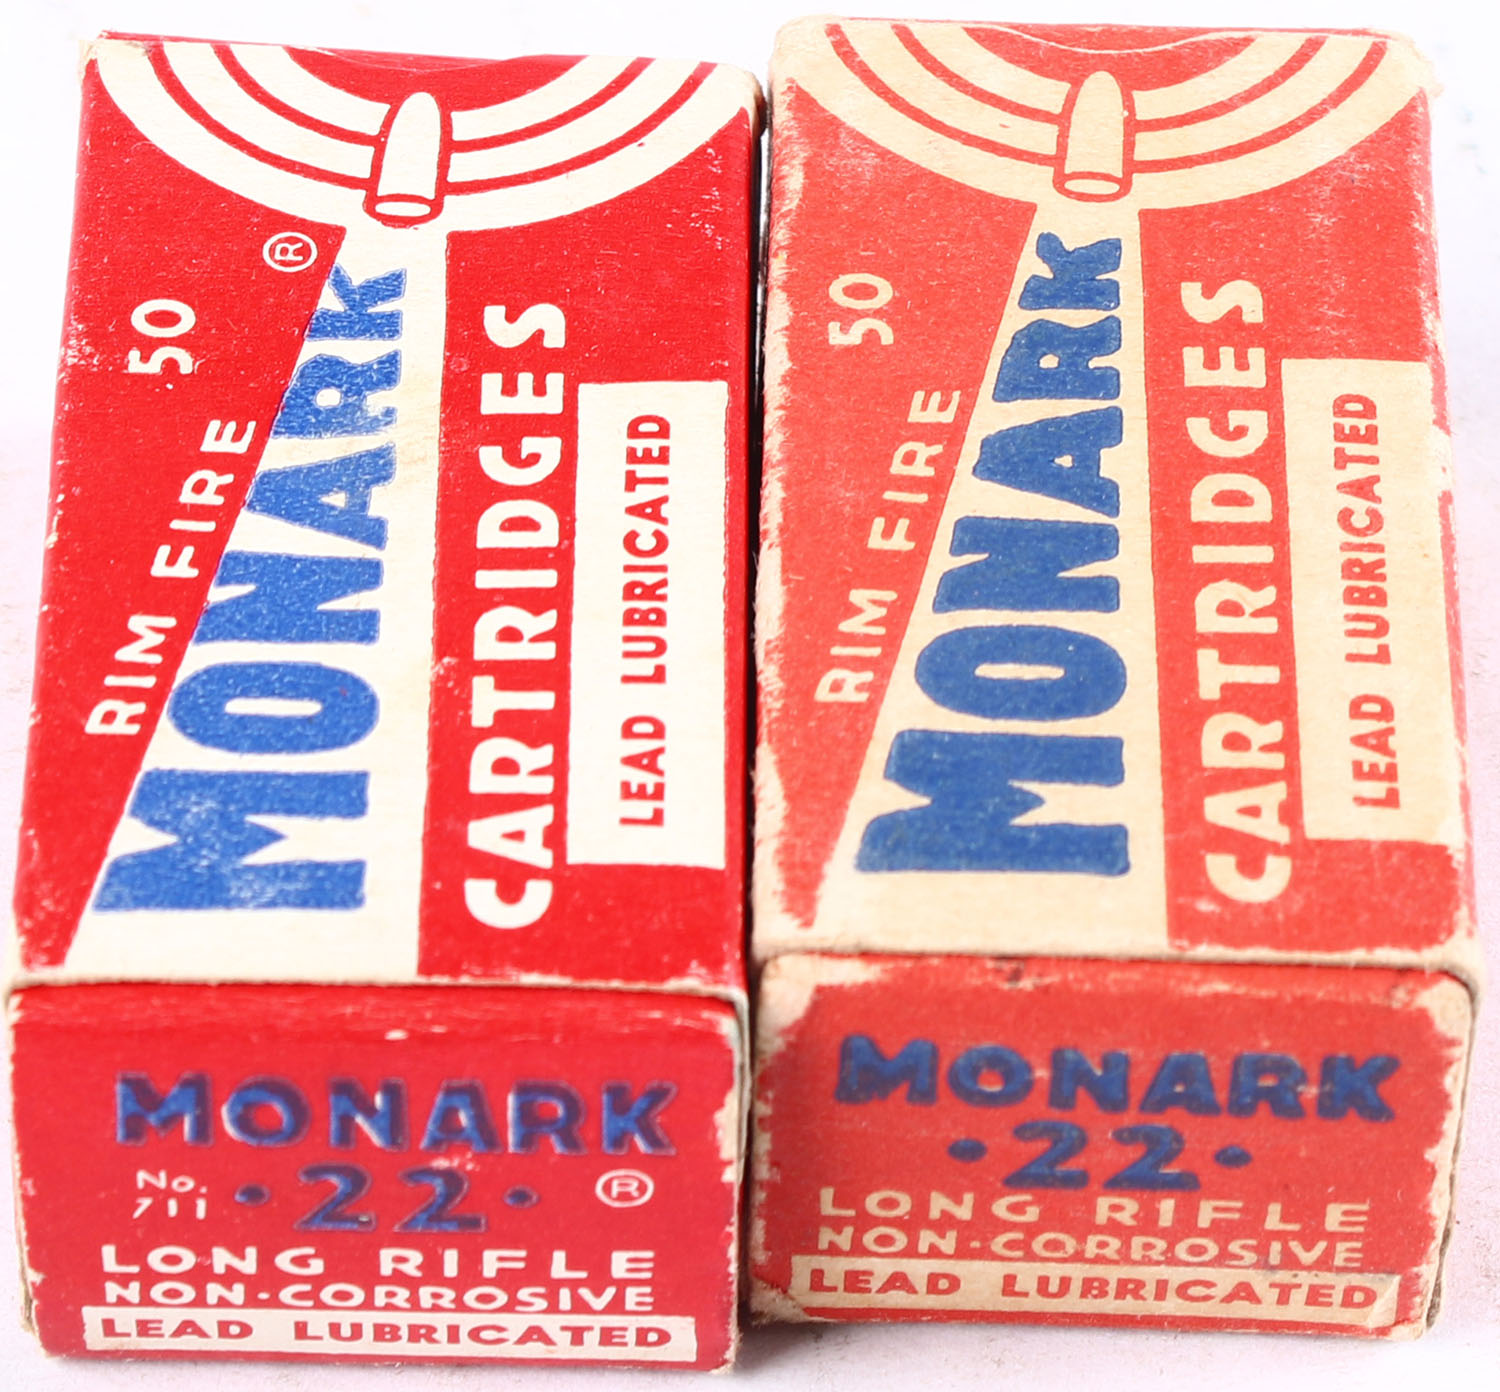 50
RIM FIRE
MONARK ®
CARTRIDGES
LEAD LUBRICATED
MONARK
No. 711 • 22 • ®
LONG RIFLE
NON-CORROSIVE
LEAD LUBRICATED
50
RIM FIRE
MONARK
CARTRIDGES
LEAD LUBRICATED
MONARK
• 22 •
LONG RIFLE
NON-CORROSIVE
LEAD LUBRICATED